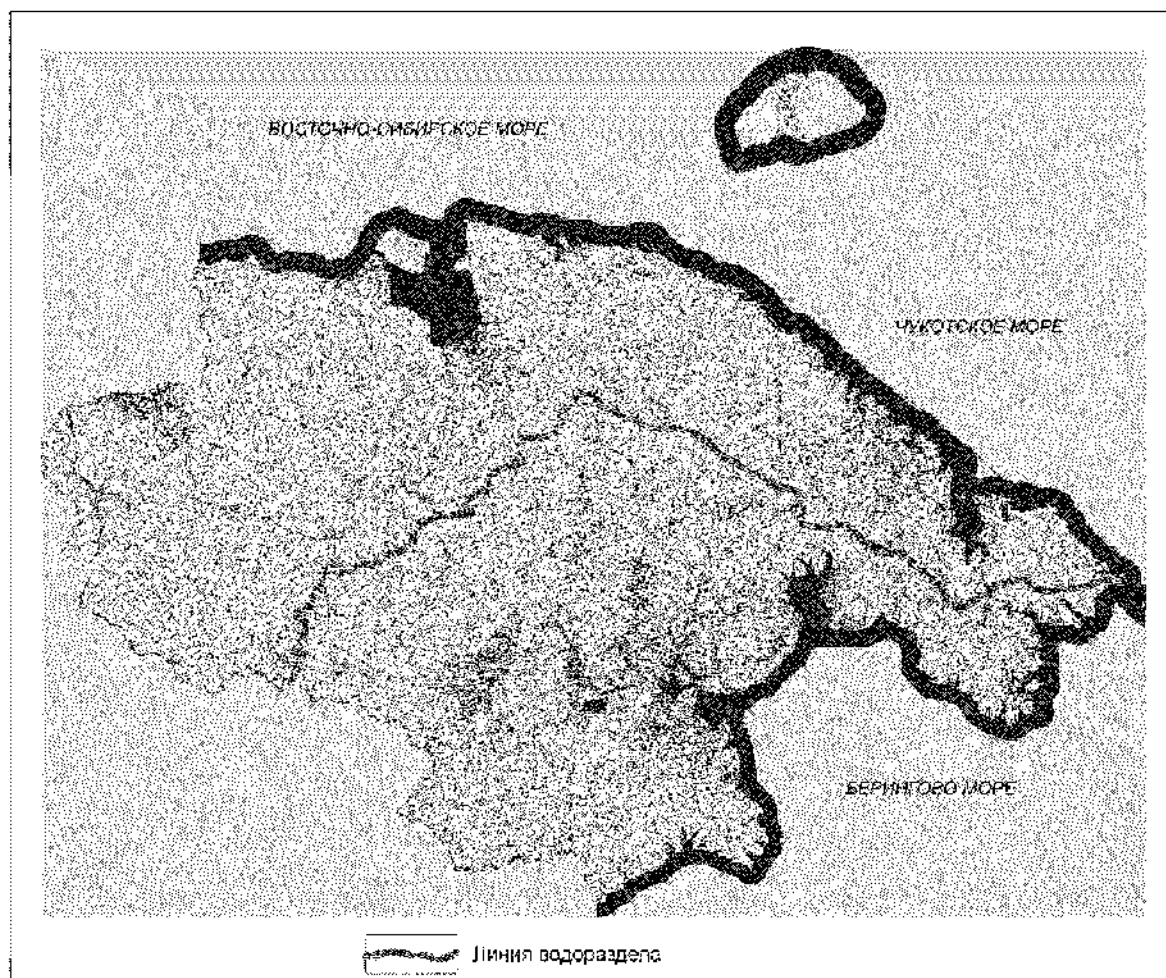 ВОСТОЧНО-СИБИРСКОЕ МОРЕ
ЧУКОТСКОЕ МОРЕ
БЕРИНГОВО МОРЕ
Линия водораздела